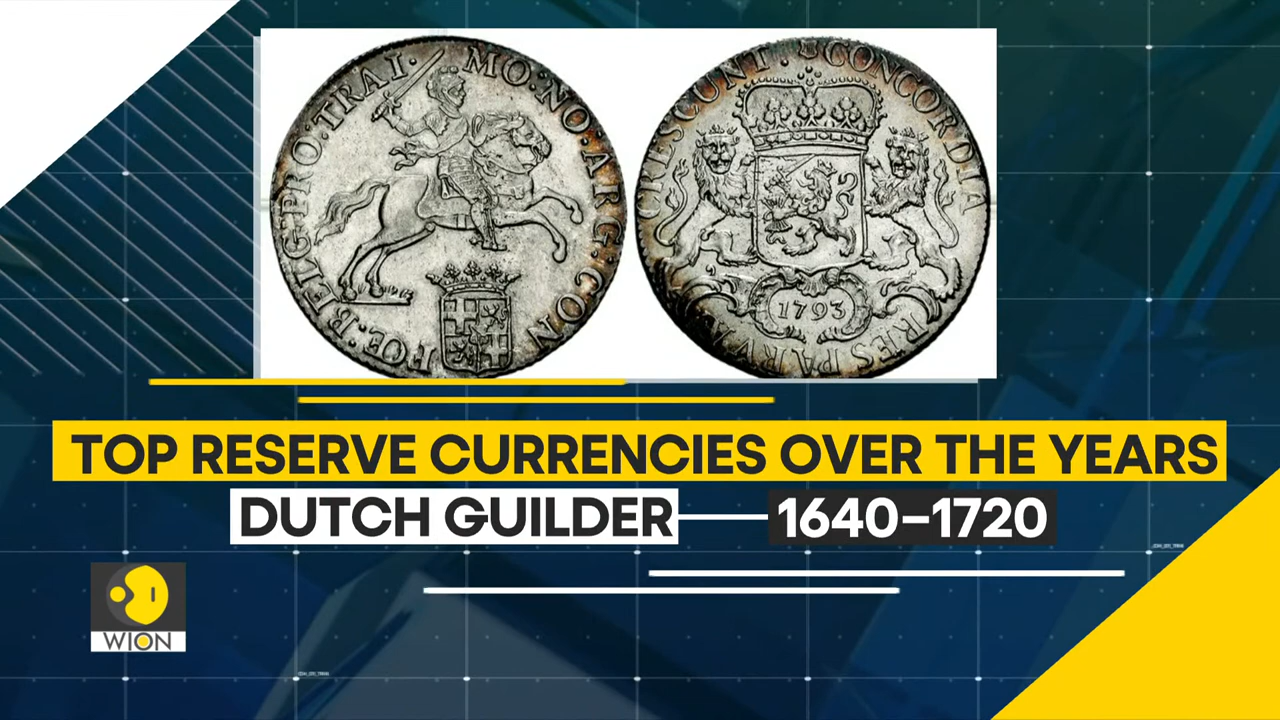 MO·NO·ARG·CON
FOE·BELG·PRO·TRAI·
CONCORDIA
RES PARVÆ
CRESCUNT·
1793
TOP RESERVE CURRENCIES OVER THE YEARS
DUTCH GUILDER
1640–1720
WION